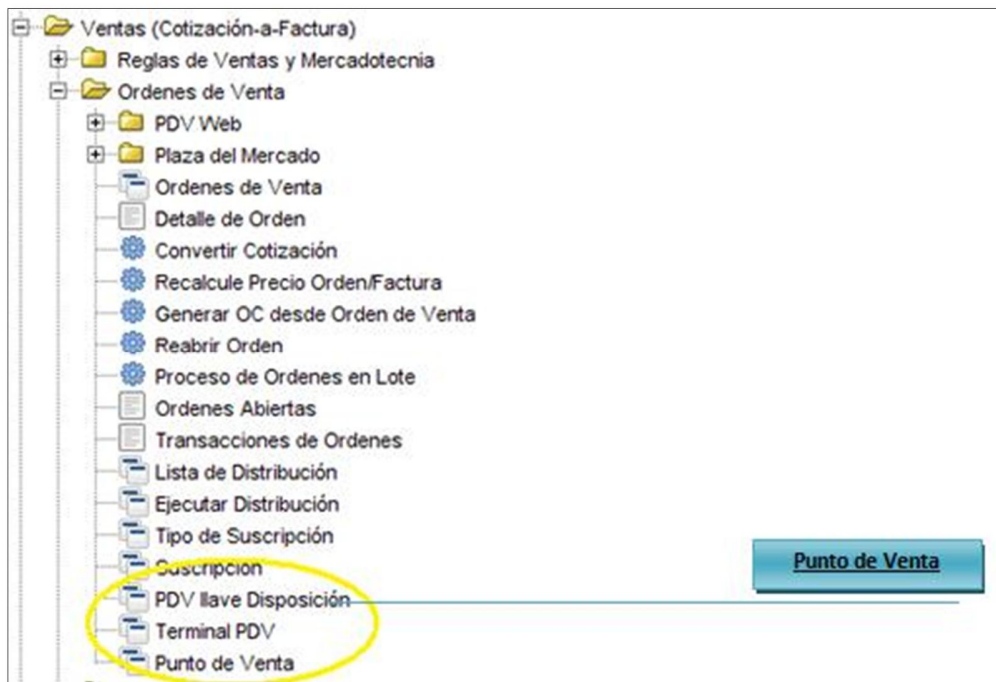 Ventas (Cotización-a-Factura)
Reglas de Ventas y Mercadotecnia
Ordenes de Venta
PDV Web
Plaza del Mercado
Ordenes de Venta
Detalle de Orden
Convertir Cotización
Recalcule Precio Orden/Factura
Generar OC desde Orden de Venta
Reabrir Orden
Proceso de Ordenes en Lote
Ordenes Abiertas
Transacciones de Ordenes
Lista de Distribución
Ejecutar Distribución
Tipo de Suscripción
Suscripción
PDV llave Disposición
Terminal PDV
Punto de Venta
Punto de Venta